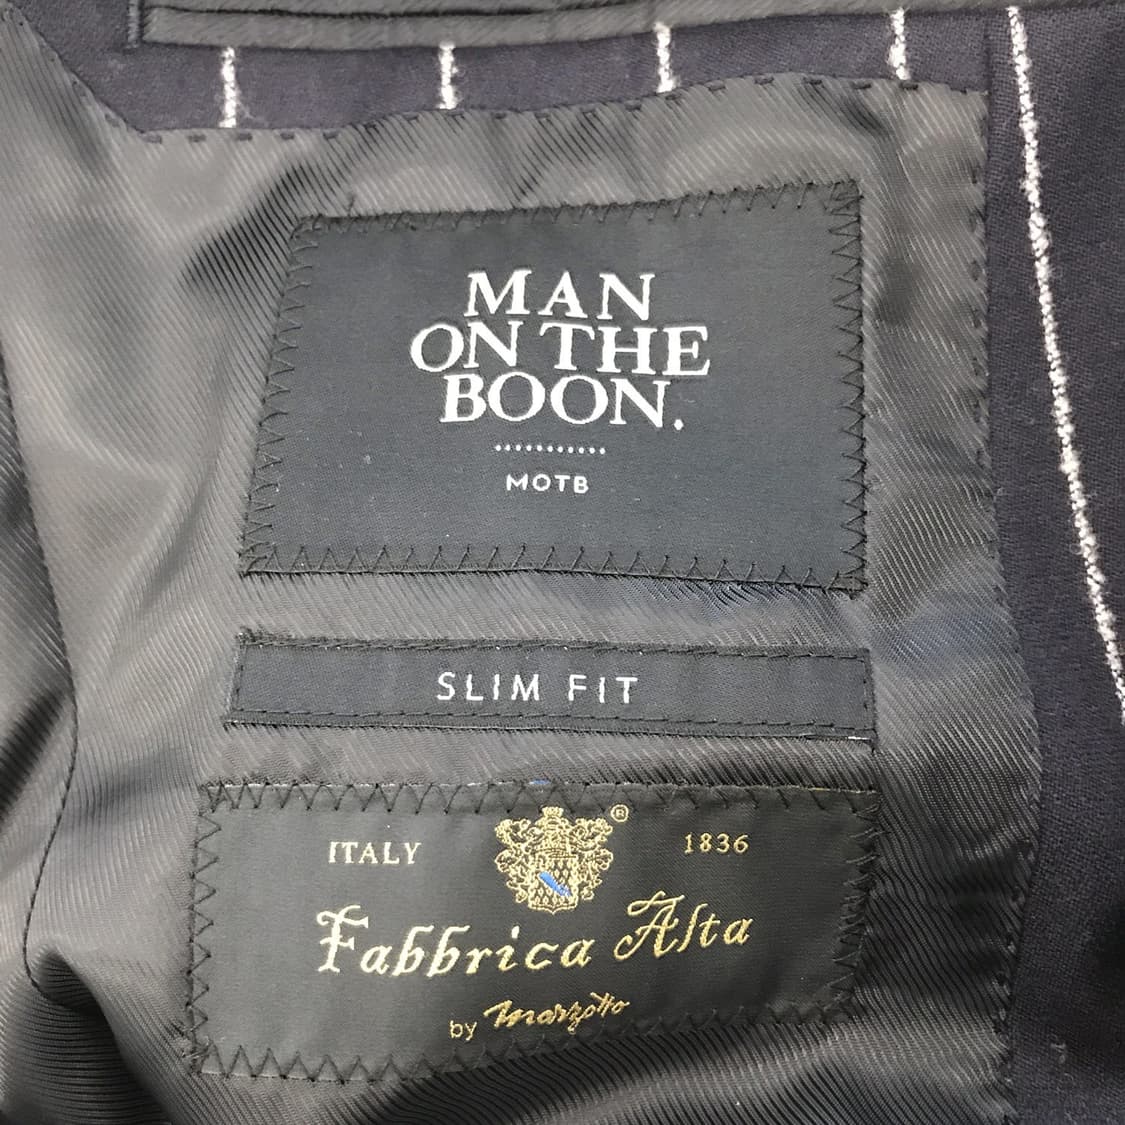 MAN
ON THE
BOON.
MOTB
SLIM FIT
ITALY ® 1836
Fabbrica Alta
by marzotto